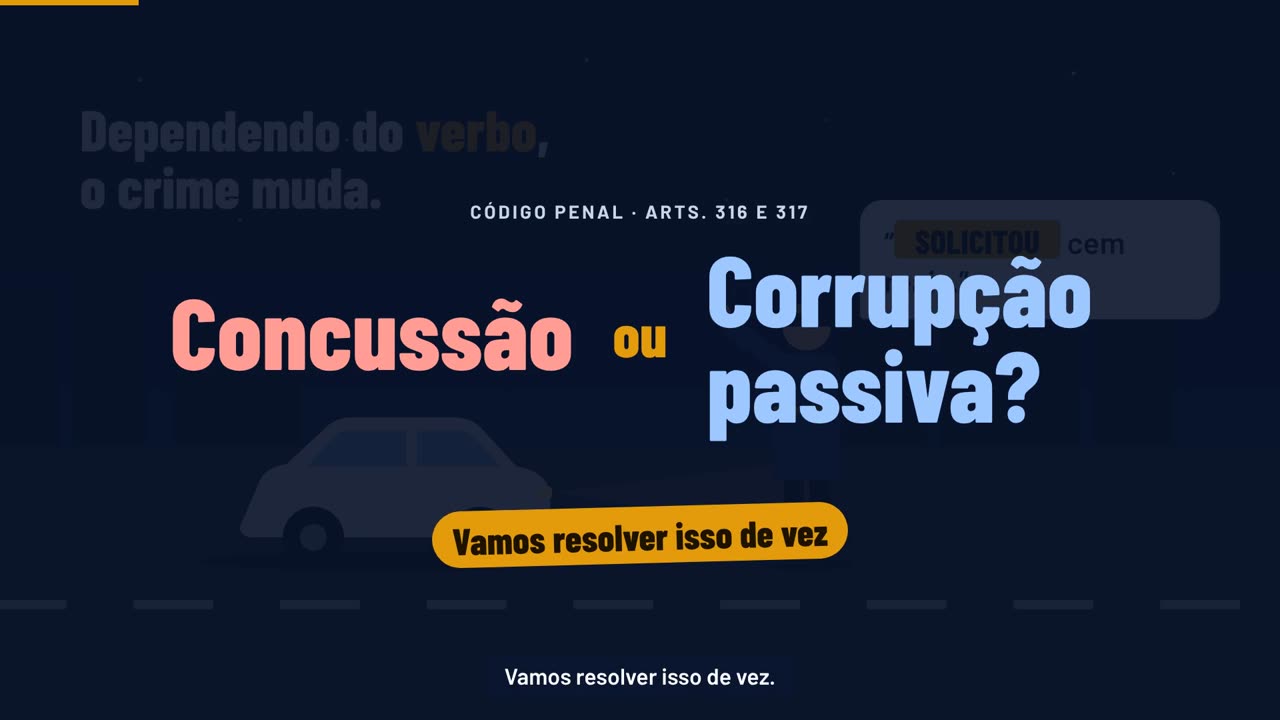 Dependendo do verbo,
o crime muda.
CÓDIGO PENAL · ARTS. 316 E 317
“ SOLICITOU cem
Concussão ou Corrupção
passiva?
Vamos resolver isso de vez
Vamos resolver isso de vez.